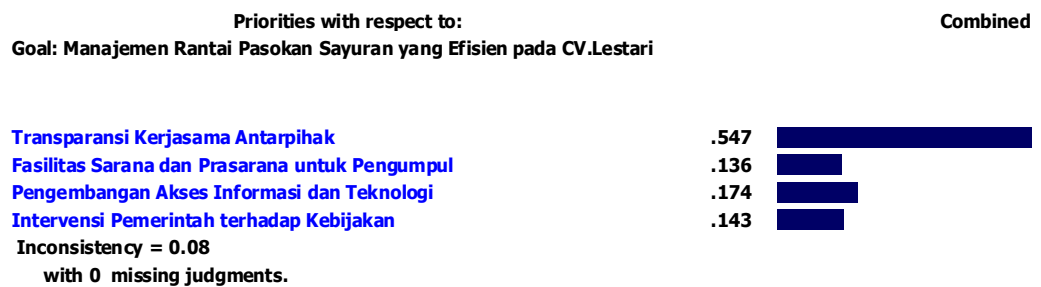 Priorities with respect to: Combined
Goal: Manajemen Rantai Pasokan Sayuran yang Efisien pada CV.Lestari
Transparansi Kerjasama Antarpihak .547
Fasilitas Sarana dan Prasarana untuk Pengumpul .136
Pengembangan Akses Informasi dan Teknologi .174
Intervensi Pemerintah terhadap Kebijakan .143
Inconsistency = 0.08
with 0 missing judgments.